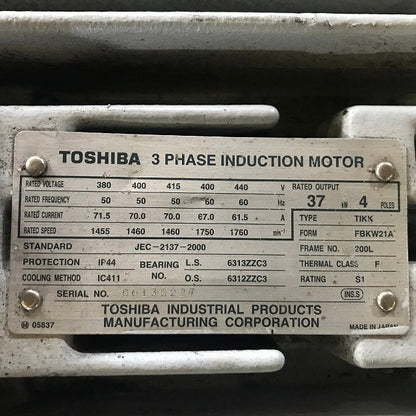 TOSHIBA 3 PHASE INDUCTION MOTOR
RATED VOLTAGE 380 400 415 400 440 V
RATED FREQUENCY 50 50 50 60 60 Hz
RATED CURRENT 71.5 70.0 70.0 67.0 61.5 A
RATED SPEED 1455 1460 1460 1750 1760 min-1
RATED OUTPUT
37 kW 4 POLES
TYPE TIKK
FORM FBKW21A
STANDARD JEC-2137-2000
FRAME NO. 200L
PROTECTION IP44 BEARING NO. L.S. 6313ZZC3
THERMAL CLASS F
COOLING METHOD IC411 O.S. 6312ZZC3
RATING S1
SERIAL NO.
INS.S
TOSHIBA INDUSTRIAL PRODUCTS
MANUFACTURING CORPORATION
M 05837
MADE IN JAPAN